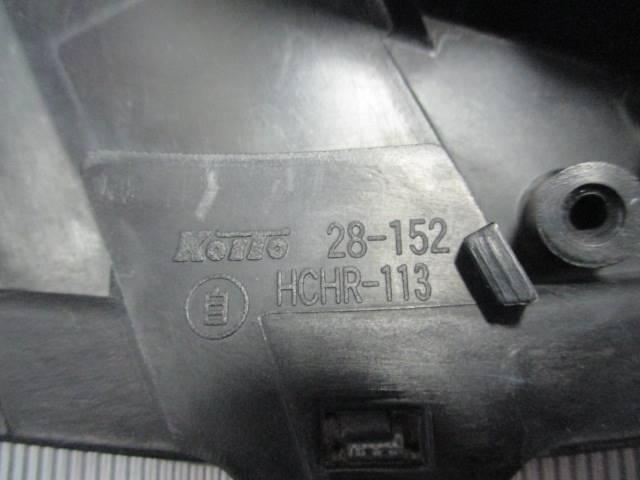 KOITO 28-152
自 HCHR-113